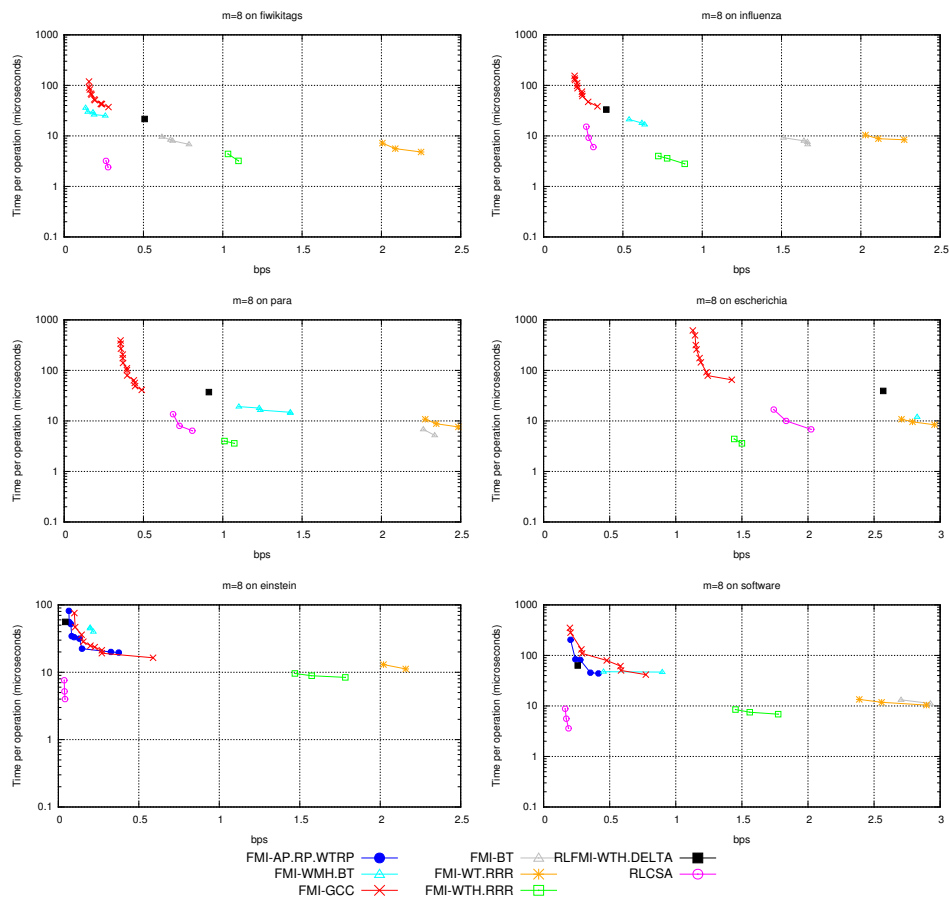 m=8 on fiwikitags
Time per operation (microseconds)
1000
100
10
1
0.1
0 0.5 1 1.5 2 2.5
bps
m=8 on influenza
Time per operation (microseconds)
1000
100
10
1
0.1
0 0.5 1 1.5 2 2.5
bps
m=8 on para
Time per operation (microseconds)
1000
100
10
1
0.1
0 0.5 1 1.5 2 2.5
bps
m=8 on escherichia
Time per operation (microseconds)
1000
100
10
1
0.1
0 0.5 1 1.5 2 2.5 3
bps
m=8 on einstein
Time per operation (microseconds)
100
10
1
0.1
0 0.5 1 1.5 2 2.5
bps
m=8 on software
Time per operation (microseconds)
1000
100
10
1
0.1
0 0.5 1 1.5 2 2.5 3
bps
FMI-AP.RP.WTRP
FMI-WMH.BT
FMI-GCC
FMI-BT
FMI-WT.RRR
FMI-WTH.RRR
RLFMI-WTH.DELTA
RLCSA